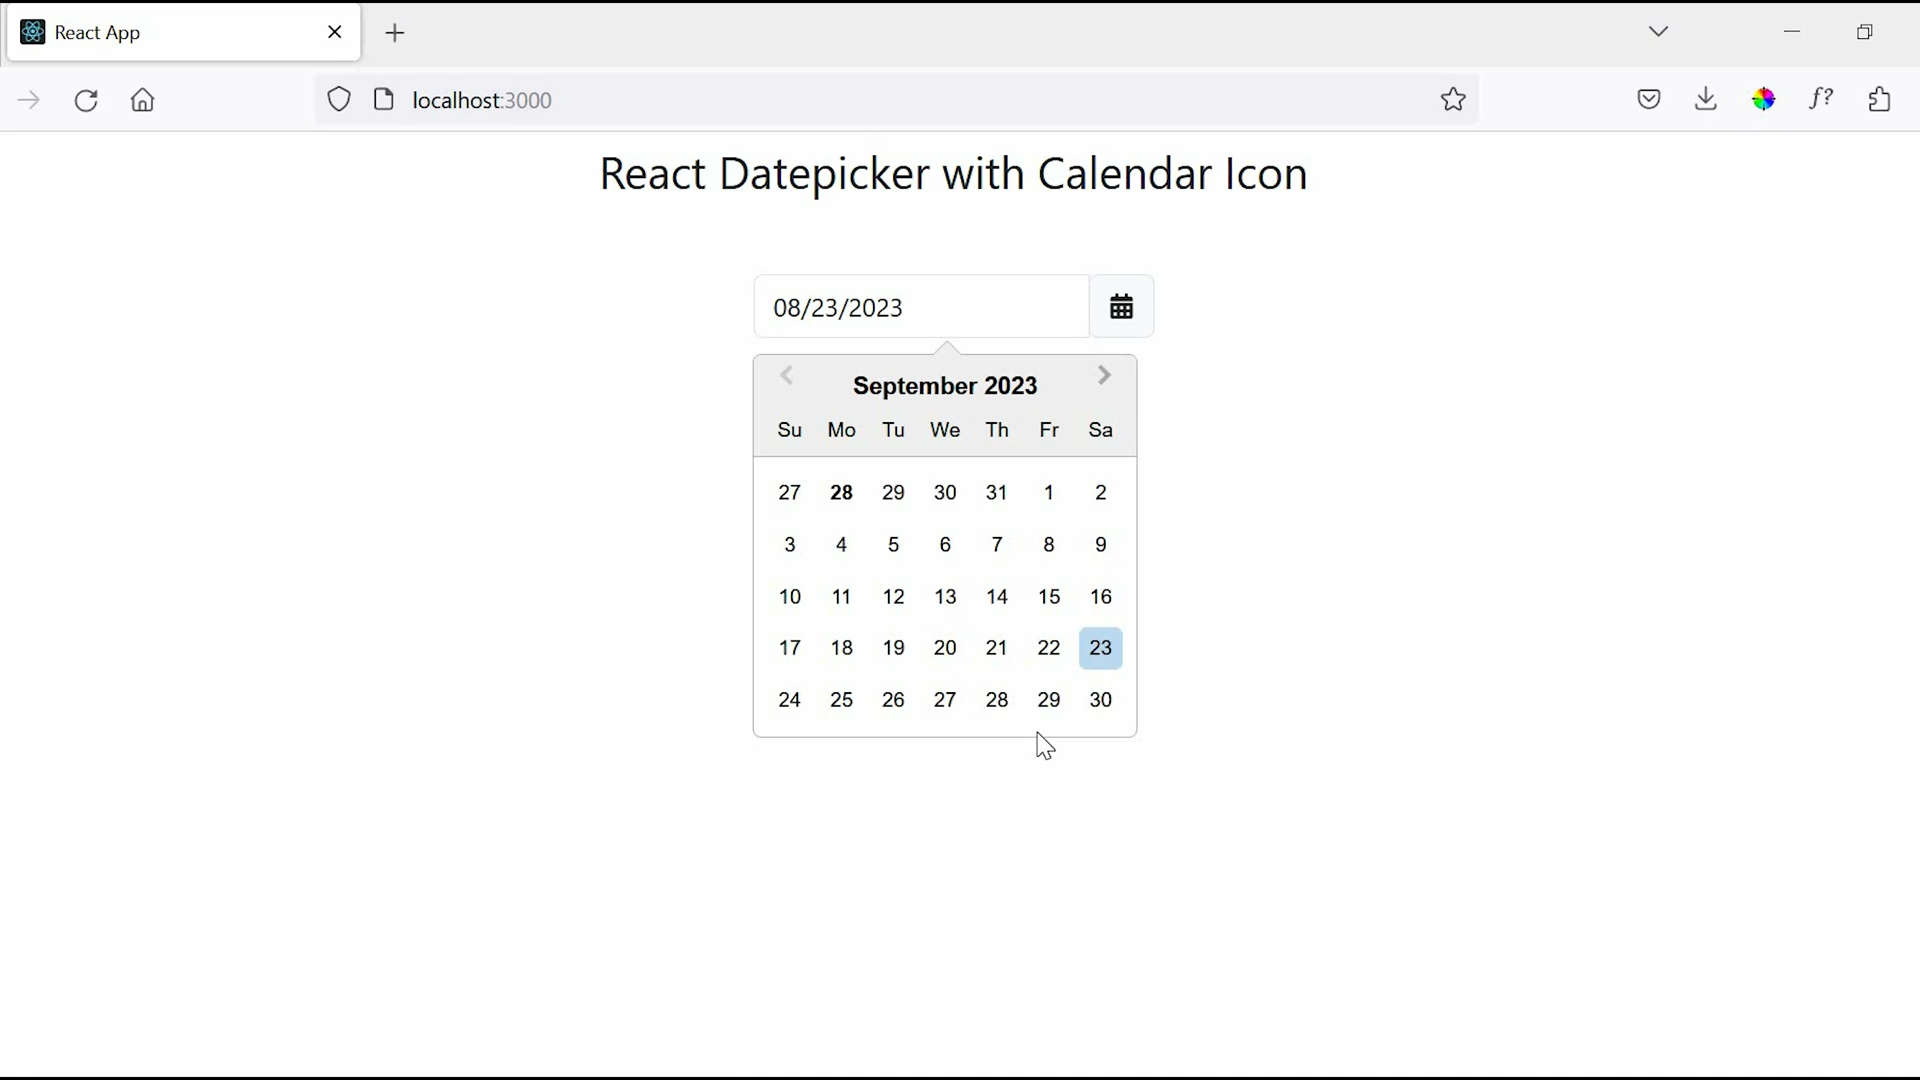 React App
localhost:3000
f?
React Datepicker with Calendar Icon
08/23/2023
September 2023
Su Mo Tu We Th Fr Sa
27 28 29 30 31 1 2
3 4 5 6 7 8 9
10 11 12 13 14 15 16
17 18 19 20 21 22 23
24 25 26 27 28 29 30